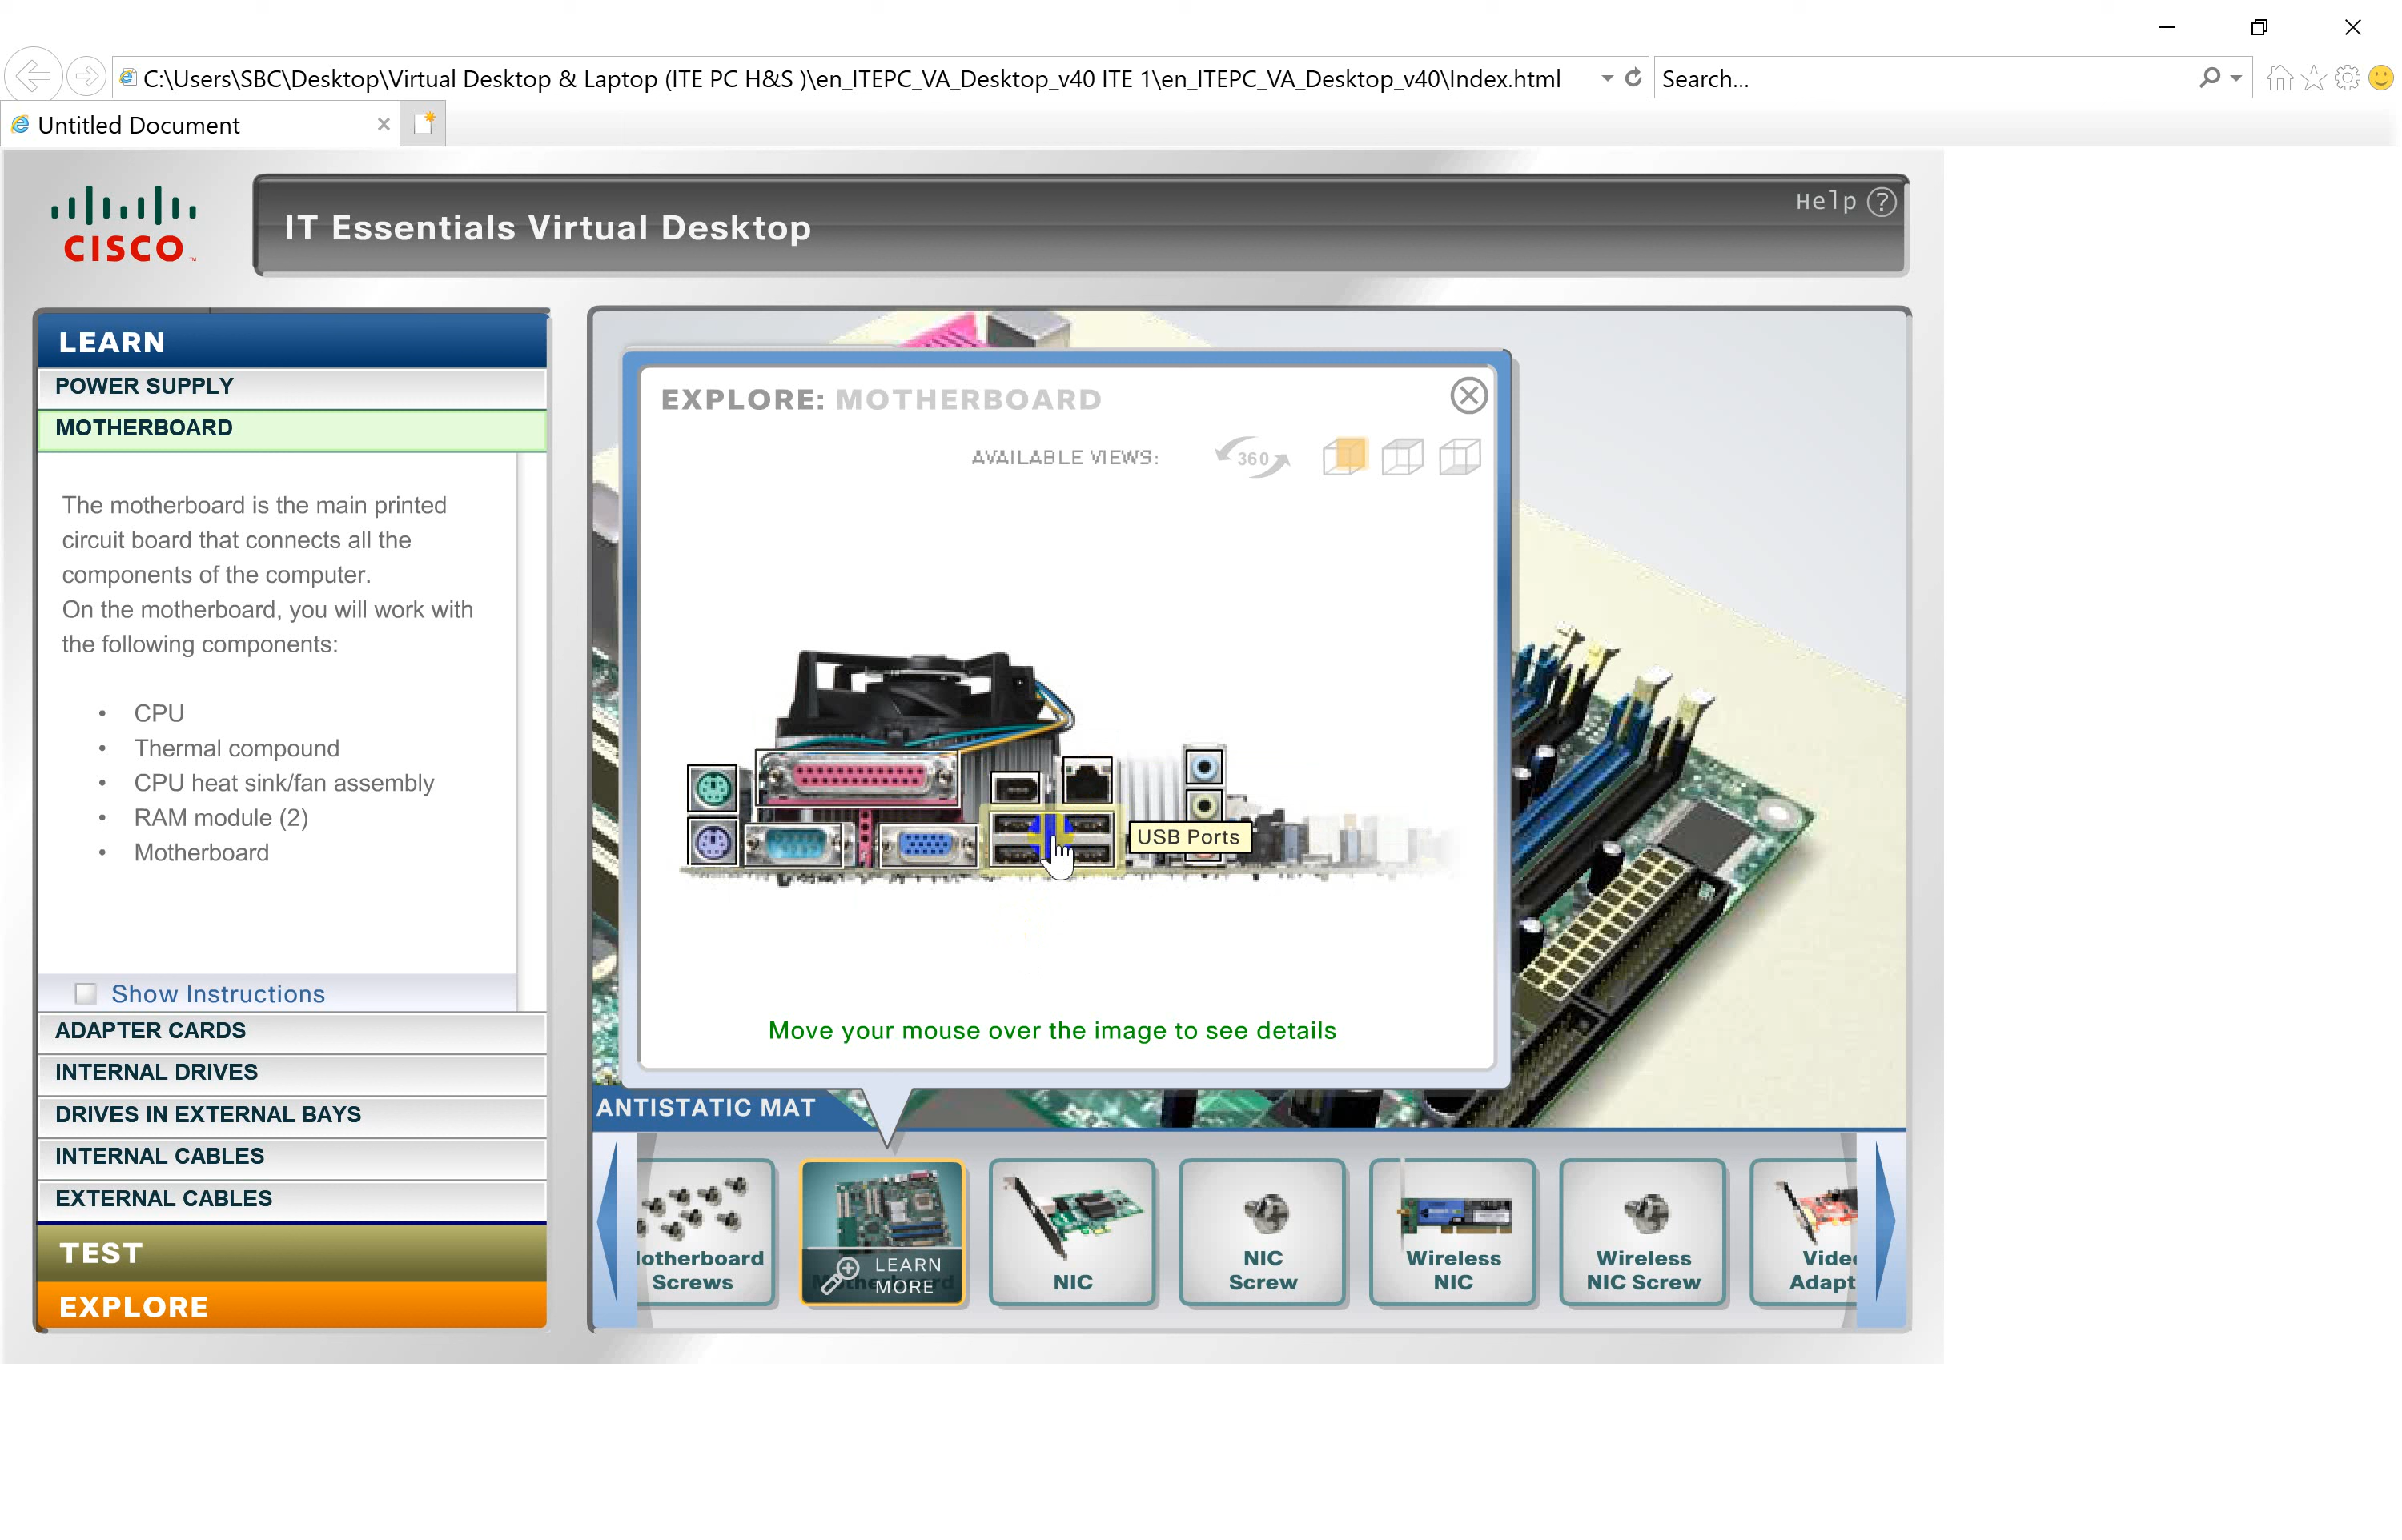 C:\Users\SBC\Desktop\Virtual Desktop & Laptop (ITE PC H&S )\en_ITEPC_VA_Desktop_v40 ITE 1\en_ITEPC_VA_Desktop_v40\Index.html
Search...
Untitled Document
CISCO
IT Essentials Virtual Desktop
Help ?
LEARN
POWER SUPPLY
MOTHERBOARD
The motherboard is the main printed
circuit board that connects all the
components of the computer.
On the motherboard, you will work with
the following components:
• CPU
• Thermal compound
• CPU heat sink/fan assembly
• RAM module (2)
• Motherboard
Show Instructions
ADAPTER CARDS
INTERNAL DRIVES
DRIVES IN EXTERNAL BAYS
INTERNAL CABLES
EXTERNAL CABLES
TEST
EXPLORE
EXPLORE: MOTHERBOARD
AVAILABLE VIEWS:
360
USB Ports
Move your mouse over the image to see details
ANTISTATIC MAT
otherboard
Screws
LEARN
MORE
NIC
NIC
Screw
Wireless
NIC
Wireless
NIC Screw
Vide
Adapt